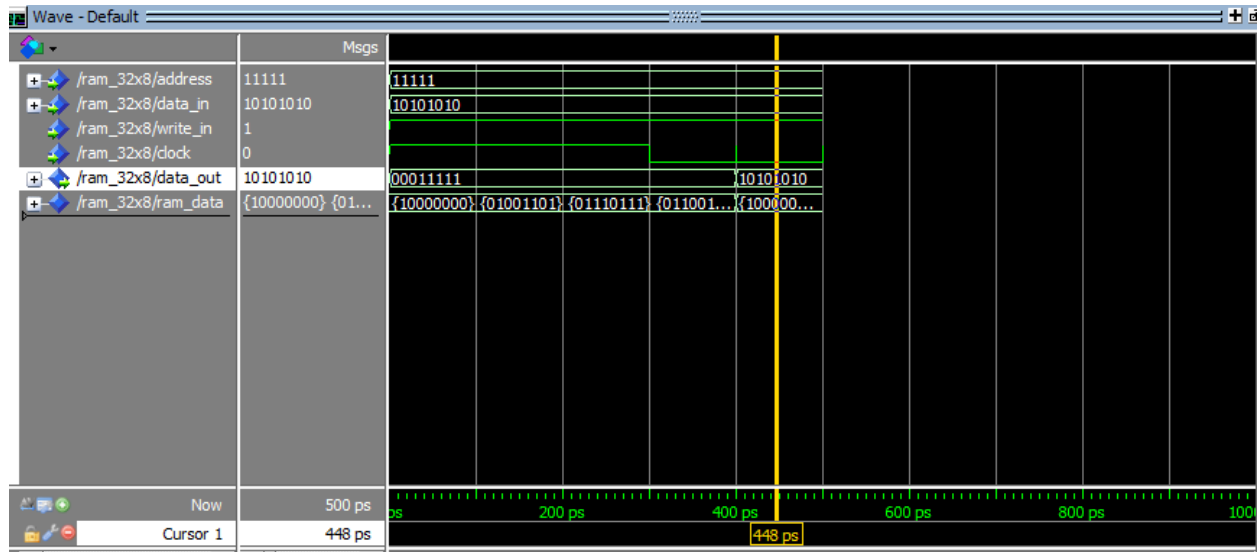 Wave - Default
Msgs
/ram_32x8/address 11111 11111
/ram_32x8/data_in 10101010 10101010
/ram_32x8/write_in 1
/ram_32x8/clock 0
/ram_32x8/data_out 10101010 00011111 10101010
/ram_32x8/ram_data {10000000} {01... {10000000} {01001101} {01110111} {011001... {100000...
Now 500 ps ps 200 ps 400 ps 600 ps 800 ps 1000
Cursor 1 448 ps 448 ps